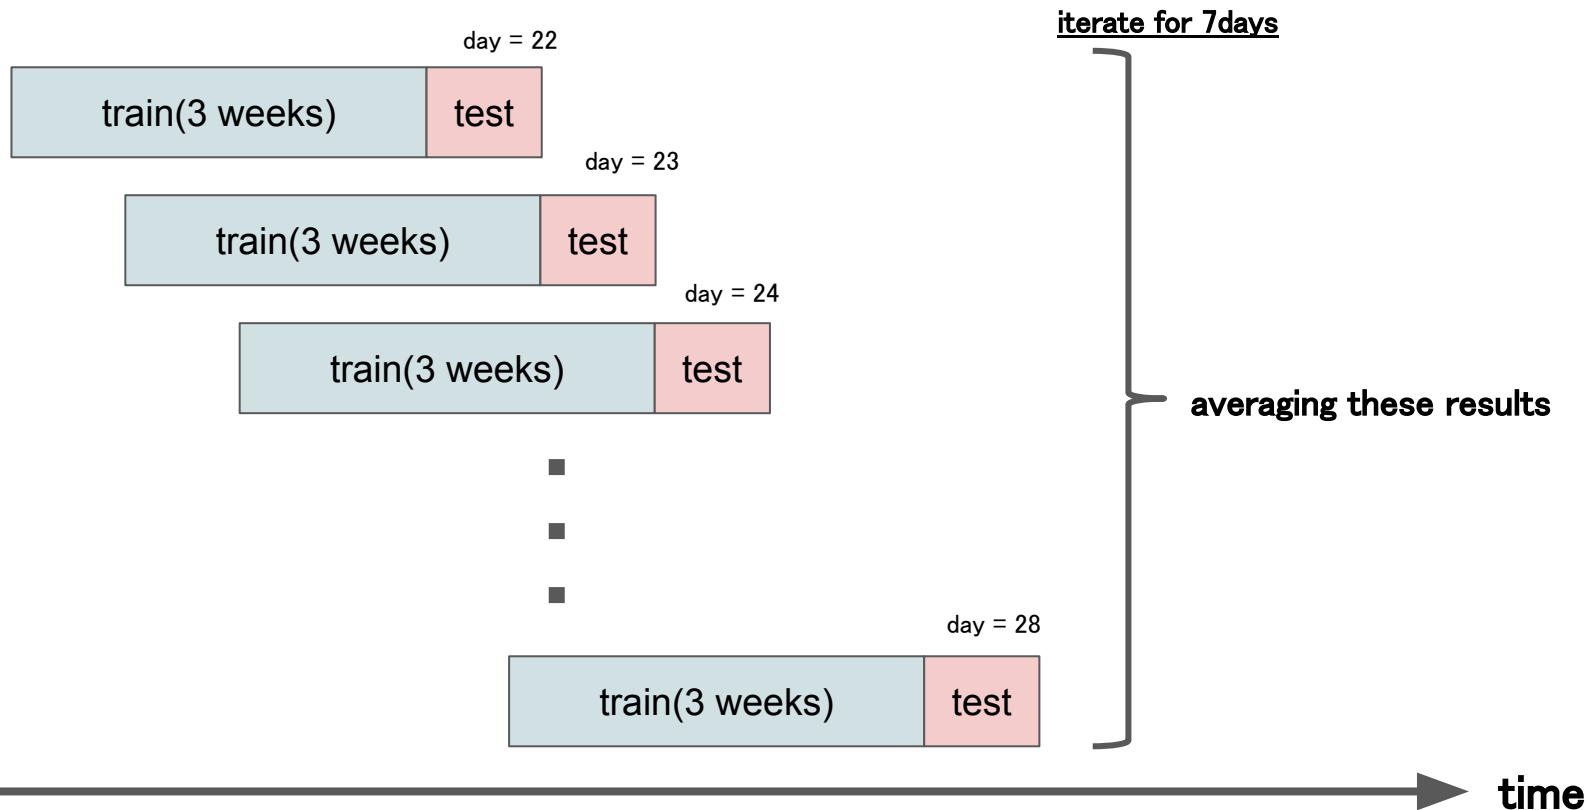 iterate for 7days
day = 22
train(3 weeks) test
day = 23
train(3 weeks) test
day = 24
train(3 weeks) test
averaging these results
day = 28
train(3 weeks) test
time